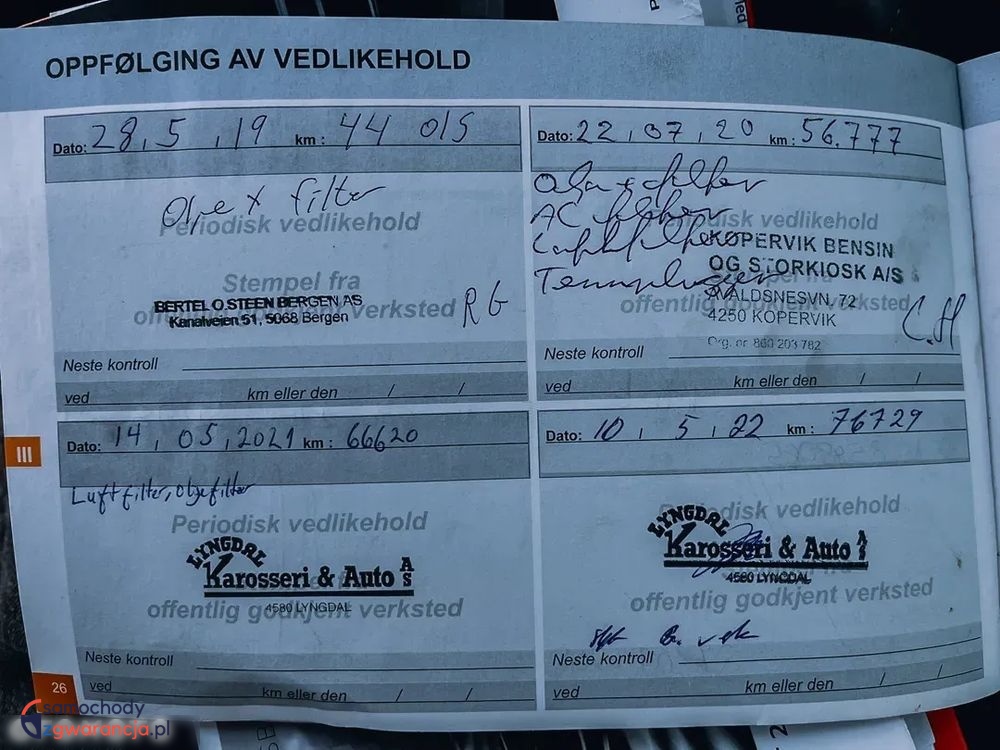 OPPFØLGING AV VEDLIKEHOLD
Dato: 28,5,19 km: 44 015
Olje + filter
Periodisk vedlikehold
Stempel fra
offentlig godkjent verksted
BERTEL O. STEEN BERGEN AS
Kanalveien 51, 5068 Bergen
RG
Neste kontroll
ved km eller den / /
Dato: 22,07,20 km: 56.777
Olje + filter
AC filter
Tennplugger
Periodisk vedlikehold
KOPERVIK BENSIN
OG STORKIOSK A/S
AVALDSNESVN. 72
4250 KOPERVIK
Org. nr 860 203 782
verksted
C.H
Neste kontroll
ved km eller den / /
III
Dato: 14,05,2021 km: 66620
Luftfilter, Oljefilter
Periodisk vedlikehold
LYNGDAL
Karosseri & Auto AS
4580 LYNGDAL
offentlig godkjent verksted
Neste kontroll
ved km eller den / /
Dato: 10,5,22 km: 76729
Periodisk vedlikehold
LYNGDAL
Karosseri & Auto AS
4580 LYNGDAL
offentlig godkjent verksted
Neste kontroll
ved km eller den / /
26
samochody
zgwarancja.pl